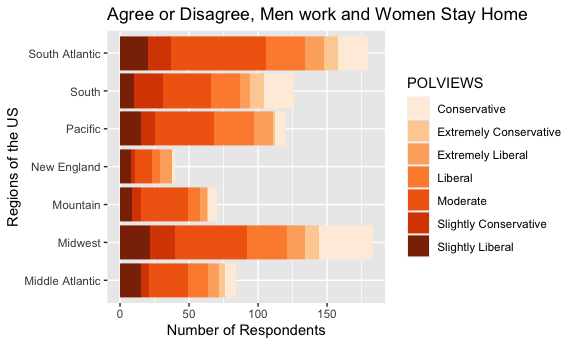 Agree or Disagree, Men work and Women Stay Home
Regions of the US
South Atlantic
South
Pacific
New England
Mountain
Midwest
Middle Atlantic
0 50 100 150
Number of Respondents
POLVIEWS
Conservative
Extremely Conservative
Extremely Liberal
Liberal
Moderate
Slightly Conservative
Slightly Liberal